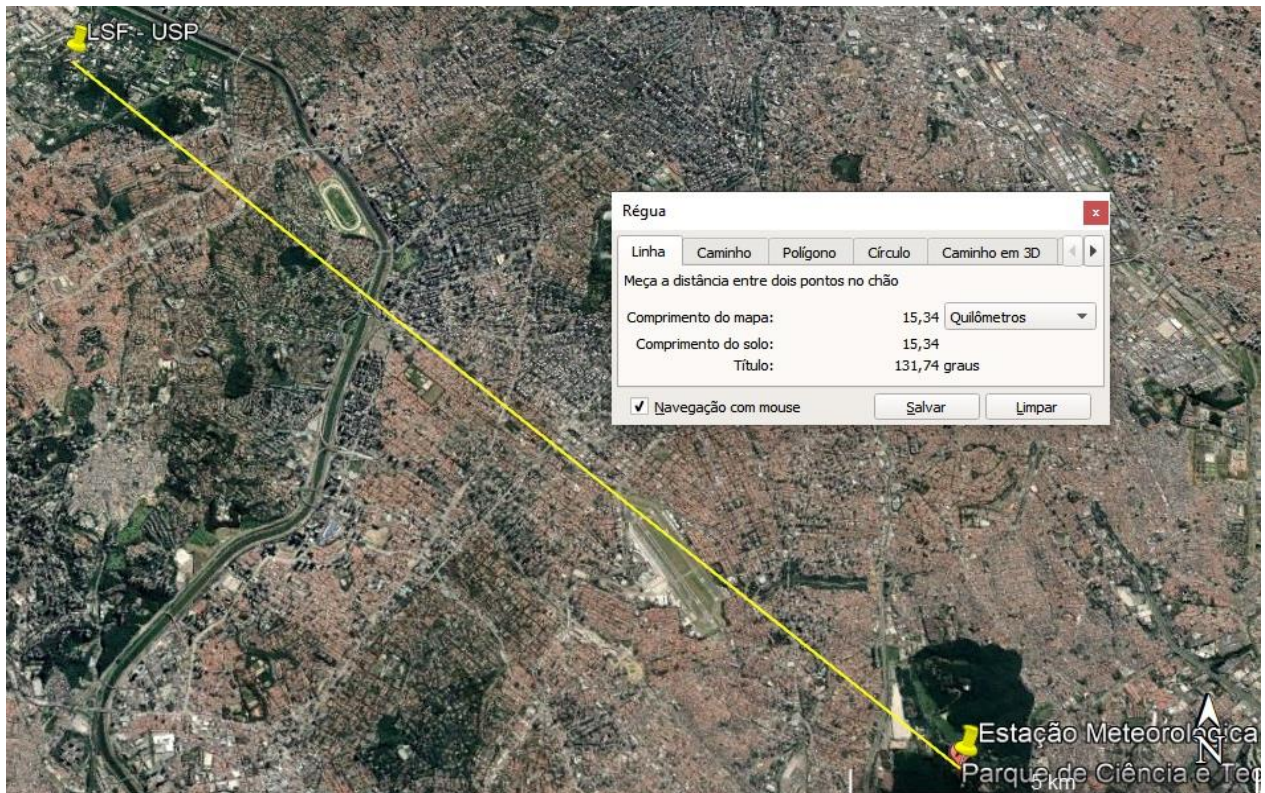 LSF - USP
Régua
x
Linha Caminho Polígono Círculo Caminho em 3D
Meça a distância entre dois pontos no chão
Comprimento do mapa: 15,34 Quilômetros
Comprimento do solo: 15,34
Título: 131,74 graus
Navegação com mouse Salvar Limpar
Estação Meteorológica
N
Parque de Ciência e Tec
5 km